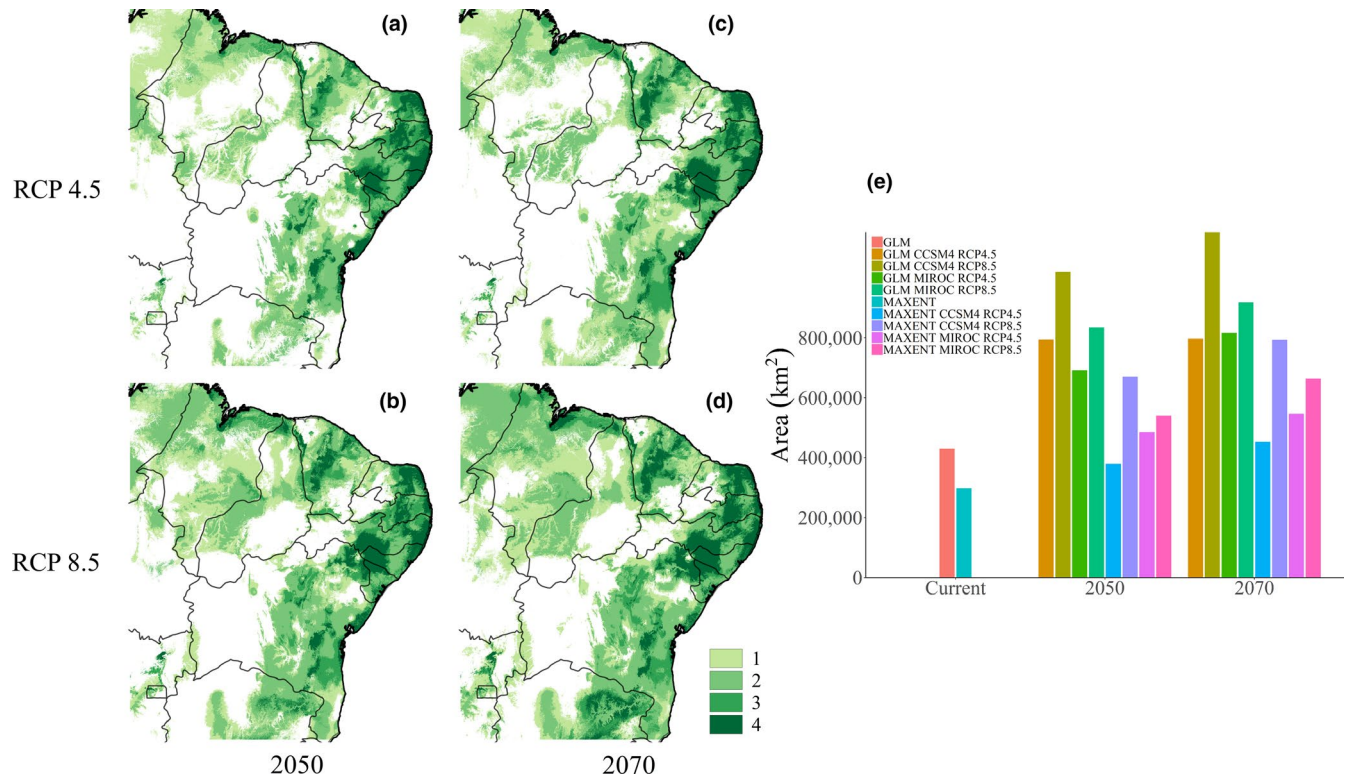 (a)
(c)
RCP 4.5
(b)
(d)
RCP 8.5
1
2
3
4
2050
2070
(e)
GLM
GLM CCSM4 RCP4.5
GLM CCSM4 RCP8.5
GLM MIROC RCP4.5
GLM MIROC RCP8.5
MAXENT
MAXENT CCSM4 RCP4.5
MAXENT CCSM4 RCP8.5
MAXENT MIROC RCP4.5
MAXENT MIROC RCP8.5
Area (km²)
800,000
600,000
400,000
200,000
0
Current
2050
2070